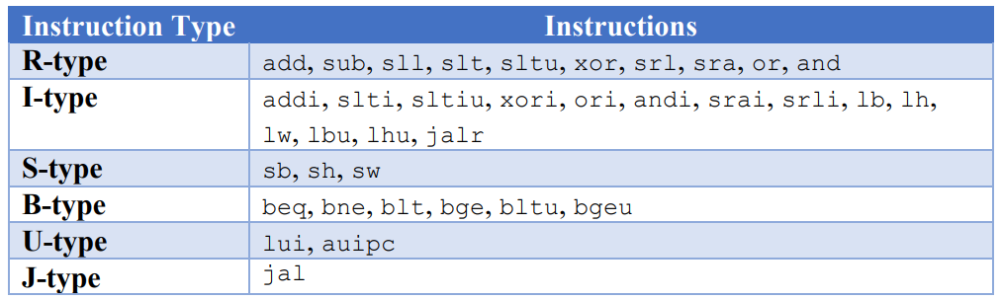 Instruction Type Instructions
R-type add, sub, sll, slt, sltu, xor, srl, sra, or, and
I-type addi, slti, sltiu, xori, ori, andi, srai, srli, lb, lh,
lw, lbu, lhu, jalr
S-type sb, sh, sw
B-type beq, bne, blt, bge, bltu, bgeu
U-type lui, auipc
J-type jal